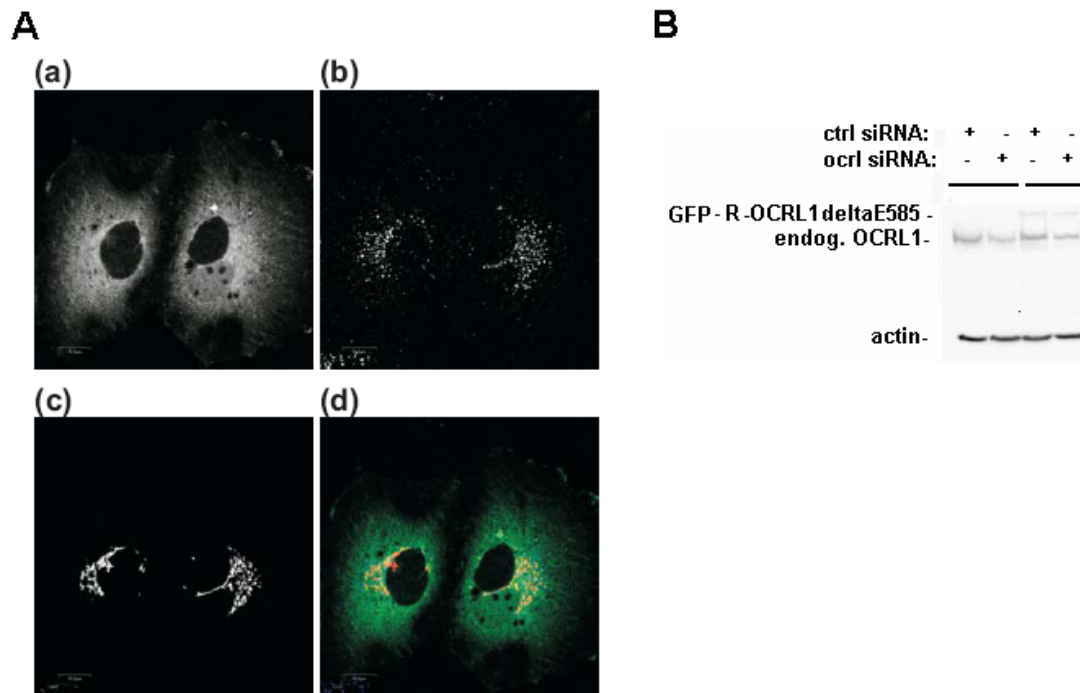 A
(a)
(b)
(c)
(d)
B
ctrl siRNA: + - + -
ocrl siRNA: - + - +
GFP-R-OCRL1deltaE585 -
endog. OCRL1-
actin-